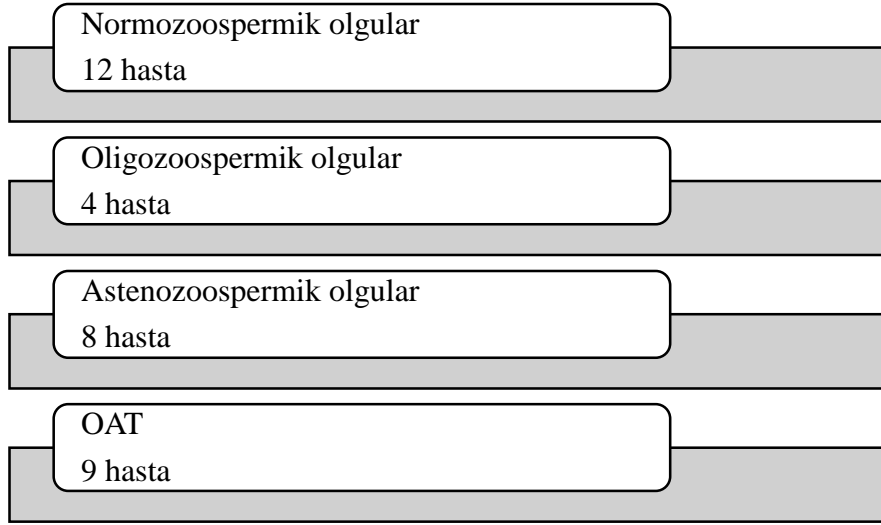 Normozoospermik olgular
12 hasta
Oligozoospermik olgular
4 hasta
Astenozoospermik olgular
8 hasta
OAT
9 hasta